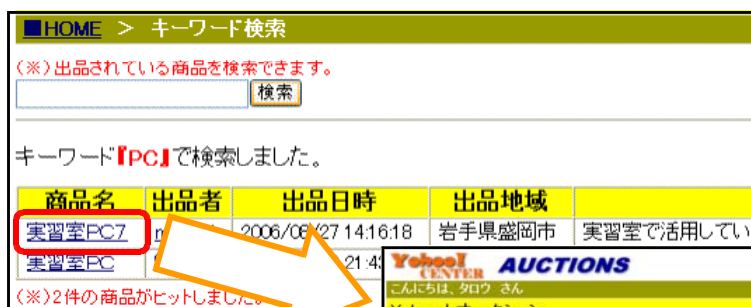 ■HOME > キーワード検索
(※)出品されている商品を検索できます。
検索
キーワード『PC』で検索しました。
商品名 出品者 出品日時 出品地域
実習室PC7 2006/08/27 14:16:18 岩手県盛岡市 実習室で活用してい
実習室PC 21:43
Yahoo! CENTER AUCTIONS
こんにちは、タロウ さん
(※)2件の商品がヒットしました。